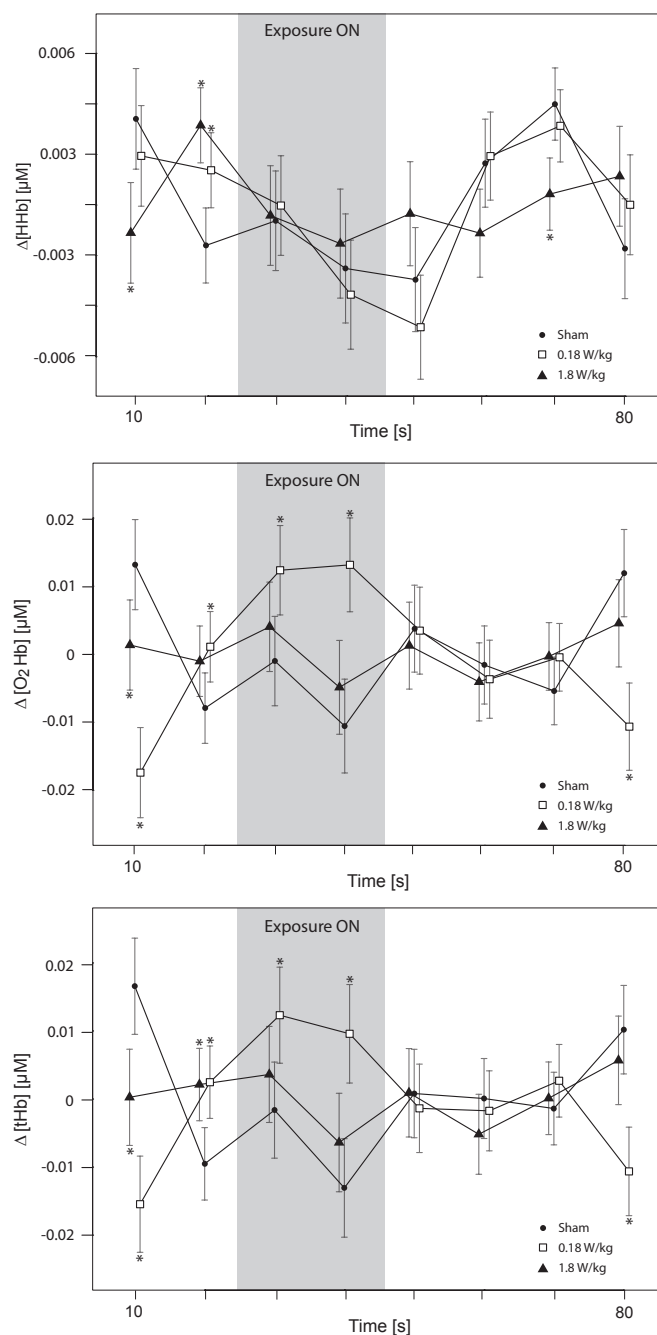 Exposure ON
0.006
0.003
-0.003
-0.006
Δ[HHb] [µM]
*
*
*
*
Sham
0.18 W/kg
1.8 W/kg
10
80
Time [s]
Exposure ON
0.02
0.01
0
-0.01
-0.02
Δ [O₂ Hb] [µM]
*
*
*
*
*
*
Sham
0.18 W/kg
1.8 W/kg
10
80
Time [s]
Exposure ON
0.02
0.01
0
-0.01
-0.02
Δ [tHb] [µM]
*
*
* *
*
*
*
Sham
0.18 W/kg
1.8 W/kg
10
80
Time [s]